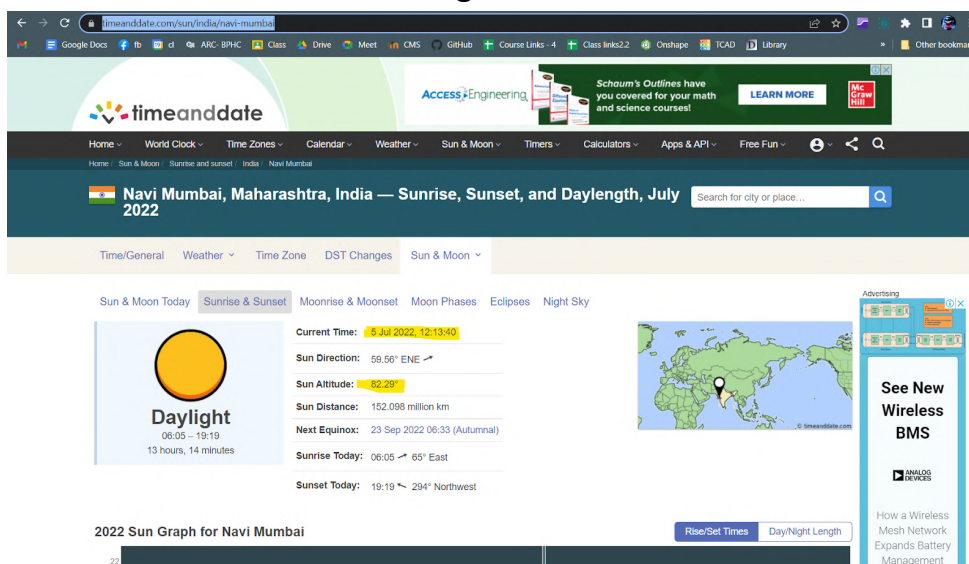 timeanddate.com/sun/india/navi-mumbai
Google Docs fb cl ARC- BPHC Class Drive Meet CMS GitHub Course Links - 4 Class links2.2 Onshape TCAD Library » Other bookmar
timeanddate
ACCESS Engineering
Schaum's Outlines have
you covered for your math
and science courses!
LEARN MORE
Mc
Graw
Hill
Home World Clock Time Zones Calendar Weather Sun & Moon Timers Calculators Apps & API Free Fun
Home / Sun & Moon / Sunrise and sunset / India / Navi Mumbai
Navi Mumbai, Maharashtra, India — Sunrise, Sunset, and Daylength, July
2022
Search for city or place...
Time/General Weather Time Zone DST Changes Sun & Moon
Sun & Moon Today Sunrise & Sunset Moonrise & Moonset Moon Phases Eclipses Night Sky
Daylight
06:05 – 19:19
13 hours, 14 minutes
Current Time: 5 Jul 2022, 12:13:40
Sun Direction: 59.56° ENE
Sun Altitude: 82.29°
Sun Distance: 152.098 million km
Next Equinox: 23 Sep 2022 06:33 (Autumnal)
Sunrise Today: 06:05 65° East
Sunset Today: 19:19 294° Northwest
© timeanddate.com
Advertising
See New
Wireless
BMS
ANALOG
DEVICES
How a Wireless
Mesh Network
Expands Battery
Management
2022 Sun Graph for Navi Mumbai
Rise/Set Times Day/Night Length
22